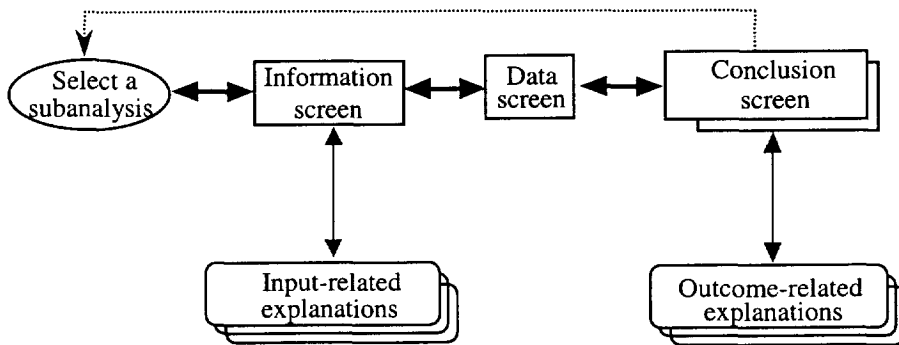 Select a
subanalysis
Information
screen
Data
screen
Conclusion
screen
Input-related
explanations
Outcome-related
explanations